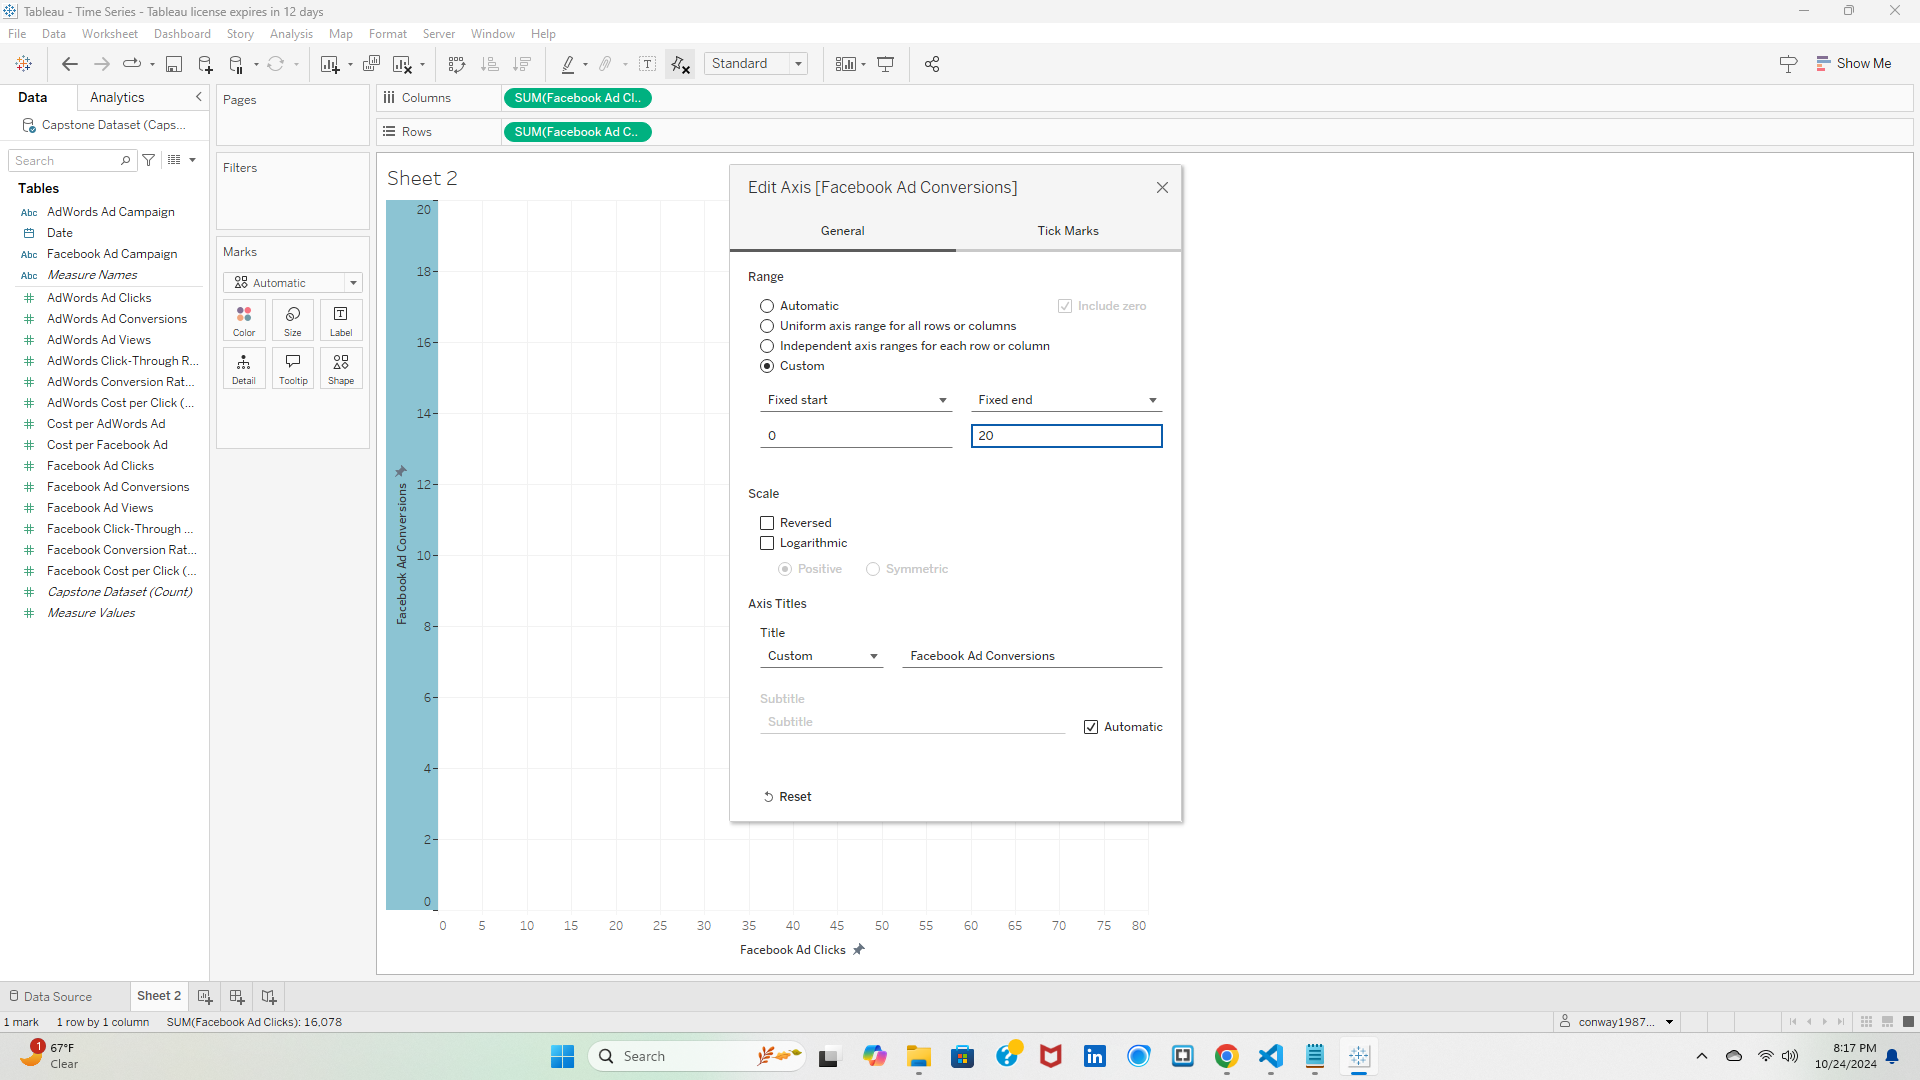 Tableau - Time Series - Tableau license expires in 12 days
File Data Worksheet Dashboard Story Analysis Map Format Server Window Help
Standard
Show Me
Data Analytics
Capstone Dataset (Caps...
Search
Tables
Abc AdWords Ad Campaign
Date
Abc Facebook Ad Campaign
Abc Measure Names
AdWords Ad Clicks
AdWords Ad Conversions
AdWords Ad Views
AdWords Click-Through R...
AdWords Conversion Rat...
AdWords Cost per Click (...
Cost per AdWords Ad
Cost per Facebook Ad
Facebook Ad Clicks
Facebook Ad Conversions
Facebook Ad Views
Facebook Click-Through ...
Facebook Conversion Rat...
Facebook Cost per Click (...
Capstone Dataset (Count)
Measure Values
Pages
Filters
Marks
Automatic
Color Size Label
Detail Tooltip Shape
Columns SUM(Facebook Ad Cl..
Rows SUM(Facebook Ad C..
Sheet 2
20
18
16
14
12
10
8
6
4
2
0
Facebook Ad Conversions
0 5 10 15 20 25 30 35 40 45 50 55 60 65 70 75 80
Facebook Ad Clicks
Edit Axis [Facebook Ad Conversions]
General Tick Marks
Range
Automatic Include zero
Uniform axis range for all rows or columns
Independent axis ranges for each row or column
Custom
Fixed start Fixed end
0 20
Scale
Reversed
Logarithmic
Positive Symmetric
Axis Titles
Title
Custom Facebook Ad Conversions
Subtitle
Subtitle Automatic
Reset
Data Source Sheet 2
1 mark 1 row by 1 column SUM(Facebook Ad Clicks): 16,078
conway1987...
1 67°F
Clear
Search
8:17 PM
10/24/2024